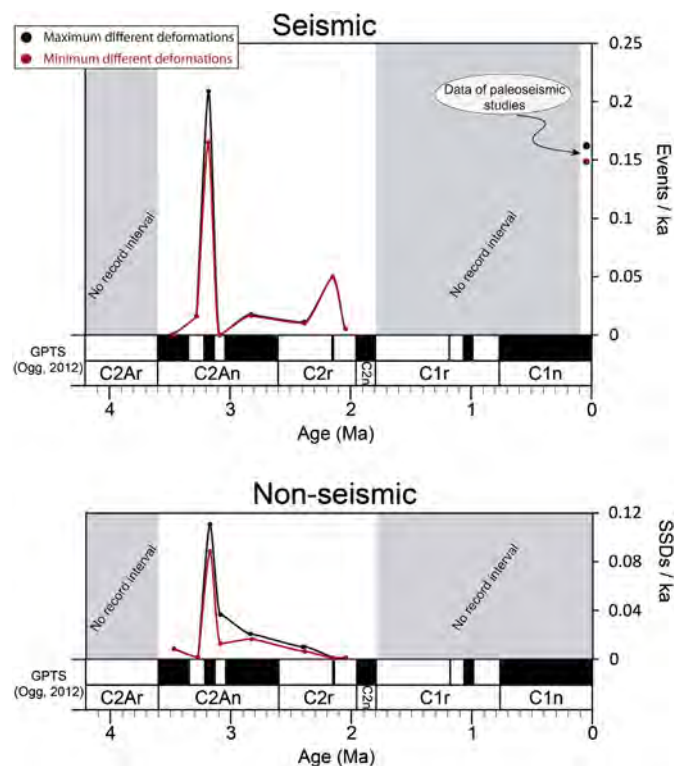 Seismic
Maximum different deformations
Minimum different deformations
0.25
0.2
0.15
0.1
0.05
0
Events / ka
Data of paleoseismic
studies
No record interval
No record interval
GPTS
(Ogg, 2012)
C2Ar
C2An
C2r
C2n
C1r
C1n
4
3
2
1
0
Age (Ma)
Non-seismic
0.12
0.08
0.04
0
SSDs / ka
No record interval
No record interval
GPTS
(Ogg, 2012)
C2Ar
C2An
C2r
C2n
C1r
C1n
4
3
2
1
0
Age (Ma)